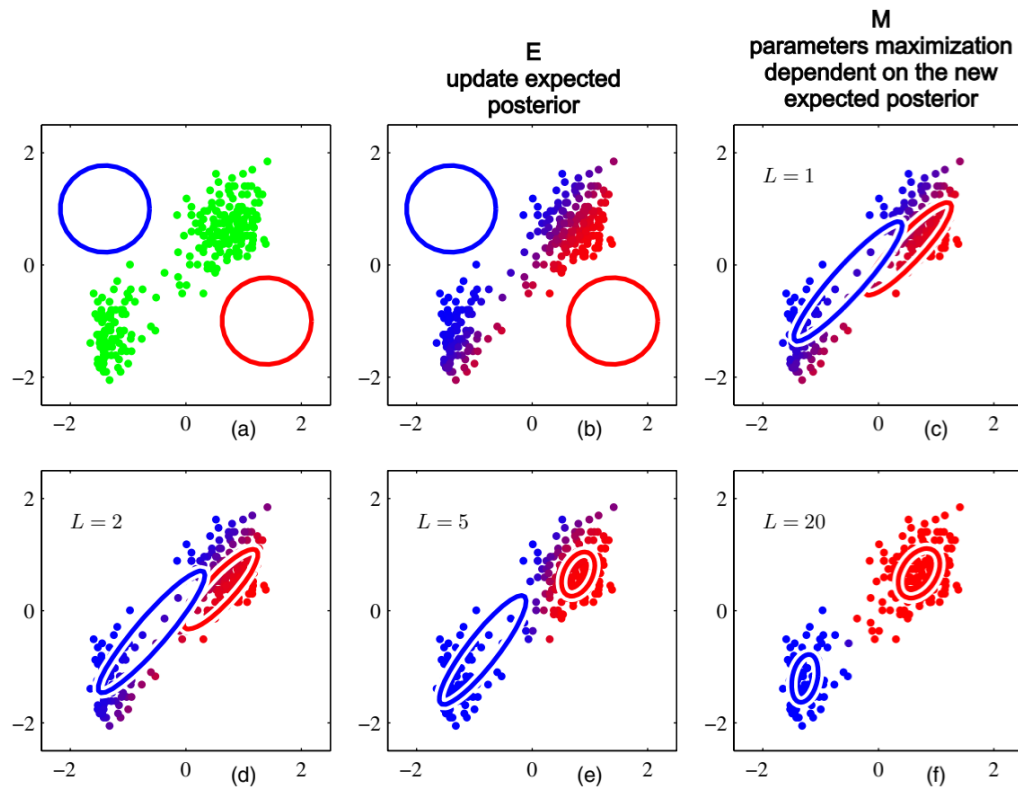 E
update expected
posterior
M
parameters maximization
dependent on the new
expected posterior
2
0
−2
−2
0
(a)
2
2
0
−2
−2
0
(b)
2
2
0
−2
L = 1
−2
0
(c)
2
2
0
−2
L = 2
−2
0
(d)
2
2
0
−2
L = 5
−2
0
(e)
2
2
0
−2
L = 20
−2
0
(f)
2